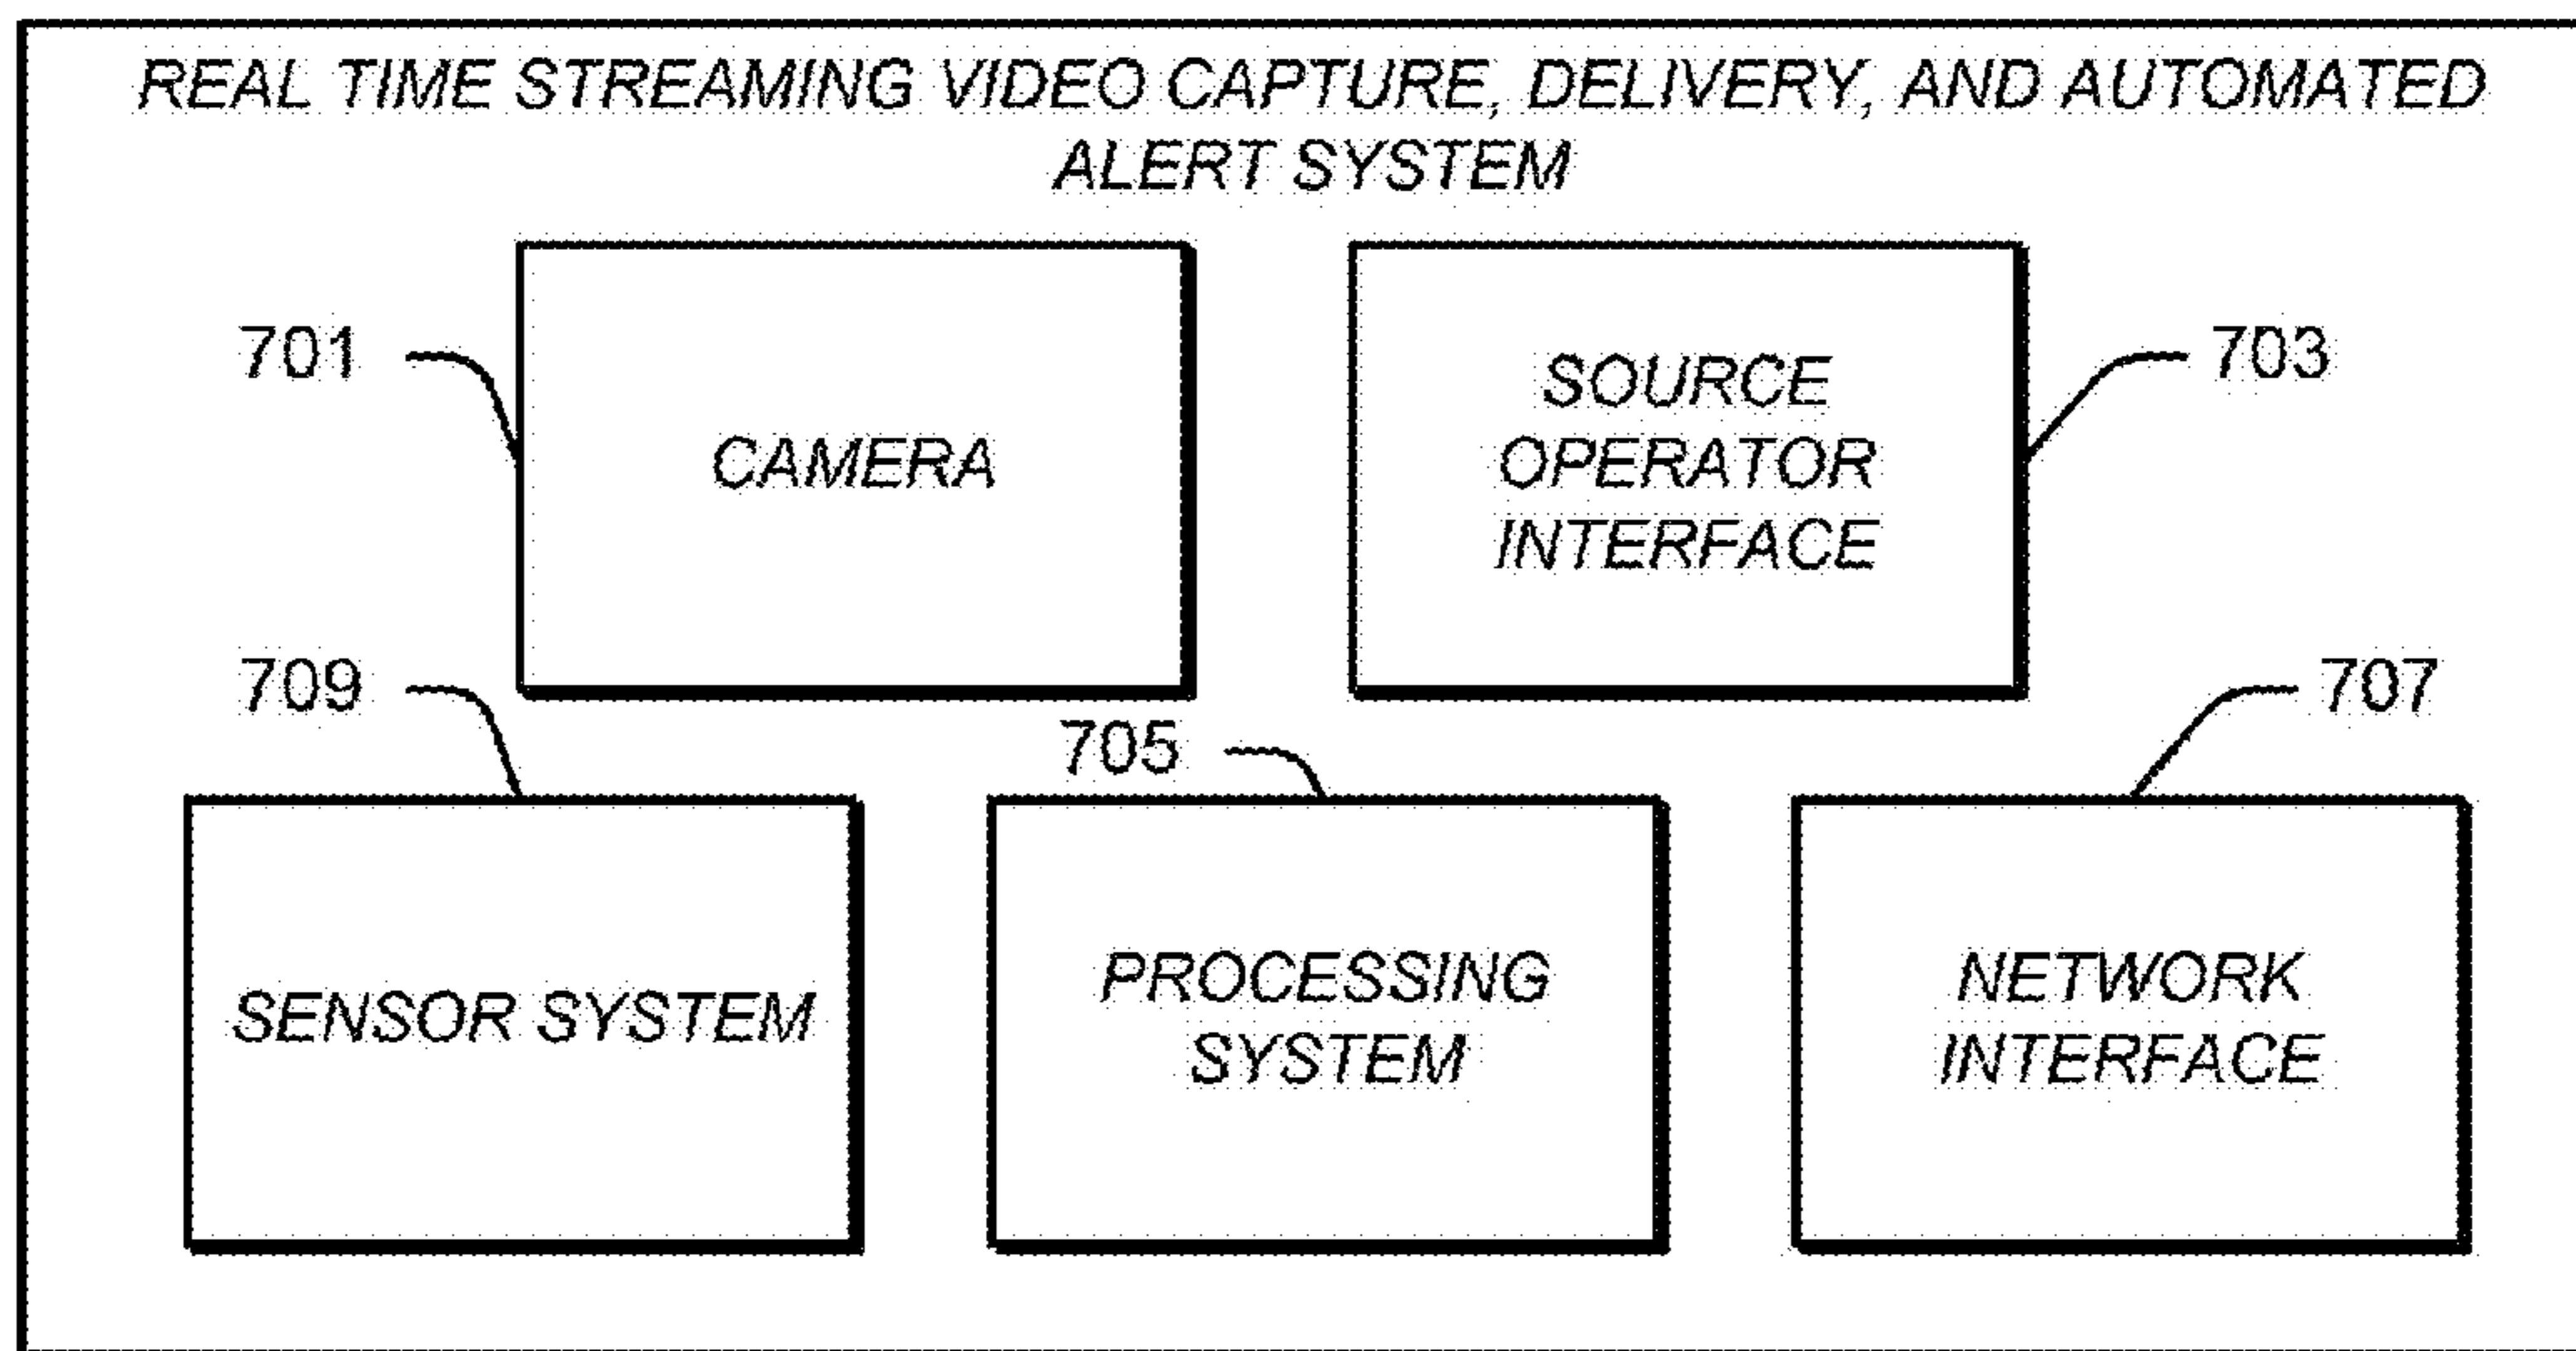 REAL TIME STREAMING VIDEO CAPTURE, DELIVERY, AND AUTOMATED
ALERT SYSTEM
701
CAMERA
SOURCE
OPERATOR
INTERFACE
703
709
705
707
SENSOR SYSTEM
PROCESSING
SYSTEM
NETWORK
INTERFACE